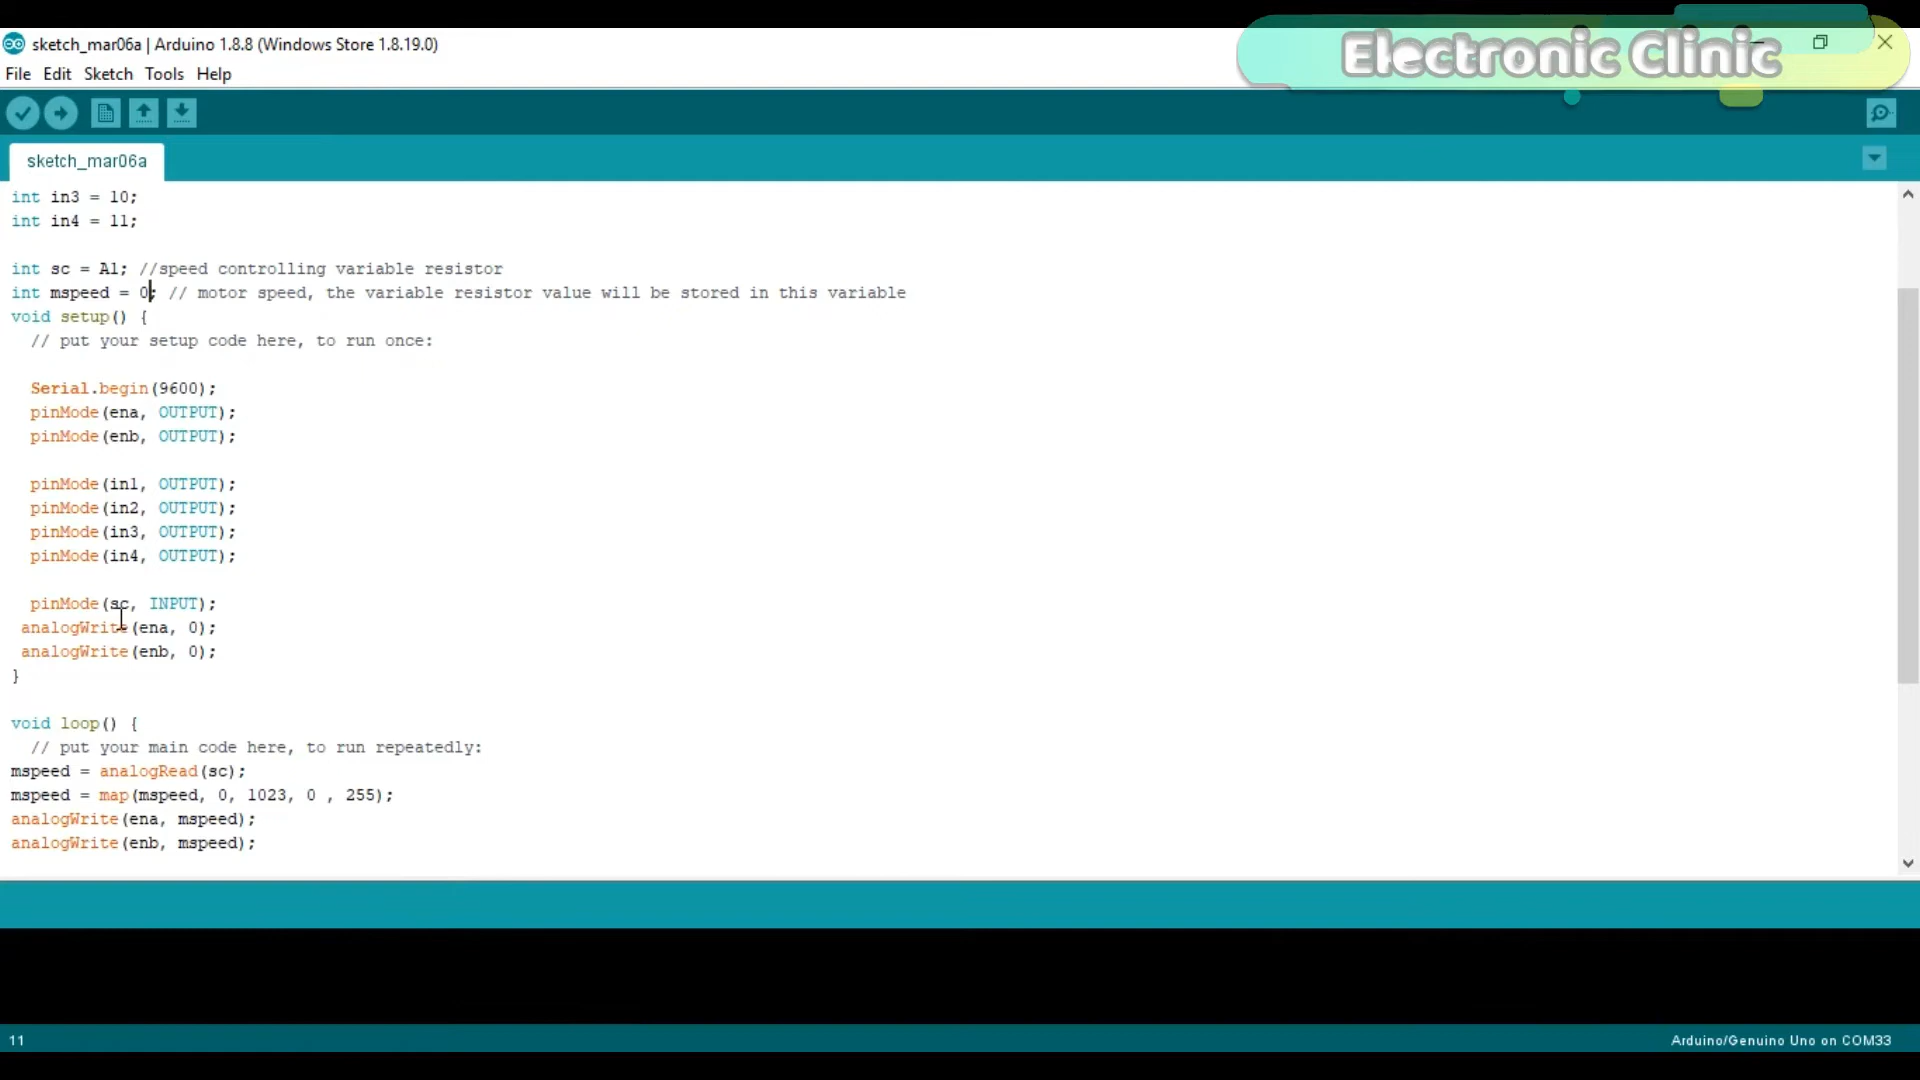 sketch_mar06a | Arduino 1.8.8 (Windows Store 1.8.19.0)
Electronic Clinic
File Edit Sketch Tools Help
sketch_mar06a
int in3 = 10;
int in4 = 11;
int sc = A1; //speed controlling variable resistor
int mspeed = 0; // motor speed, the variable resistor value will be stored in this variable
void setup() {
// put your setup code here, to run once:
Serial.begin(9600);
pinMode(ena, OUTPUT);
pinMode(enb, OUTPUT);
pinMode(in1, OUTPUT);
pinMode(in2, OUTPUT);
pinMode(in3, OUTPUT);
pinMode(in4, OUTPUT);
pinMode(sc, INPUT);
analogWrite(ena, 0);
analogWrite(enb, 0);
}
void loop() {
// put your main code here, to run repeatedly:
mspeed = analogRead(sc);
mspeed = map(mspeed, 0, 1023, 0 , 255);
analogWrite(ena, mspeed);
analogWrite(enb, mspeed);
11
Arduino/Genuino Uno on COM33